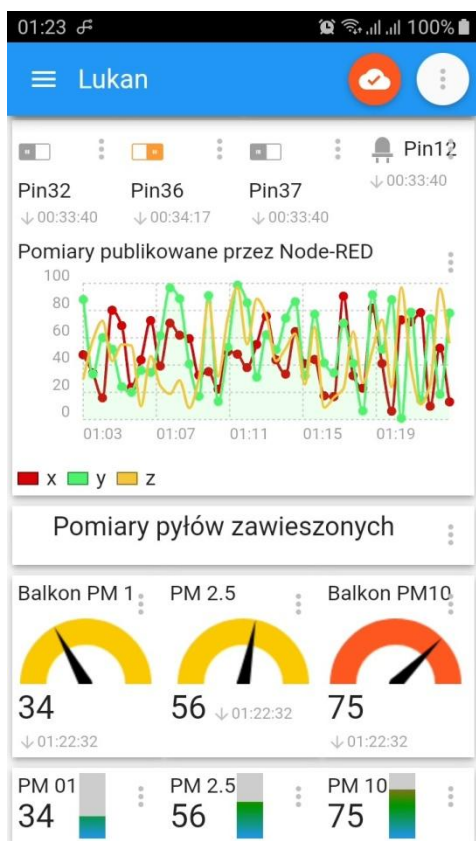 01:23 100%
Lukan
Pin12
00:33:40
Pin32 Pin36 Pin37
00:33:40 00:34:17 00:33:40
Pomiary publikowane przez Node-RED
100
80
60
40
20
0
01:03 01:07 01:11 01:15 01:19
x y z
Pomiary pyłów zawieszonych
Balkon PM 1 PM 2.5 Balkon PM10
34 56 01:22:32 75
01:22:32 01:22:32
PM 01 PM 2.5 PM 10
34 56 75